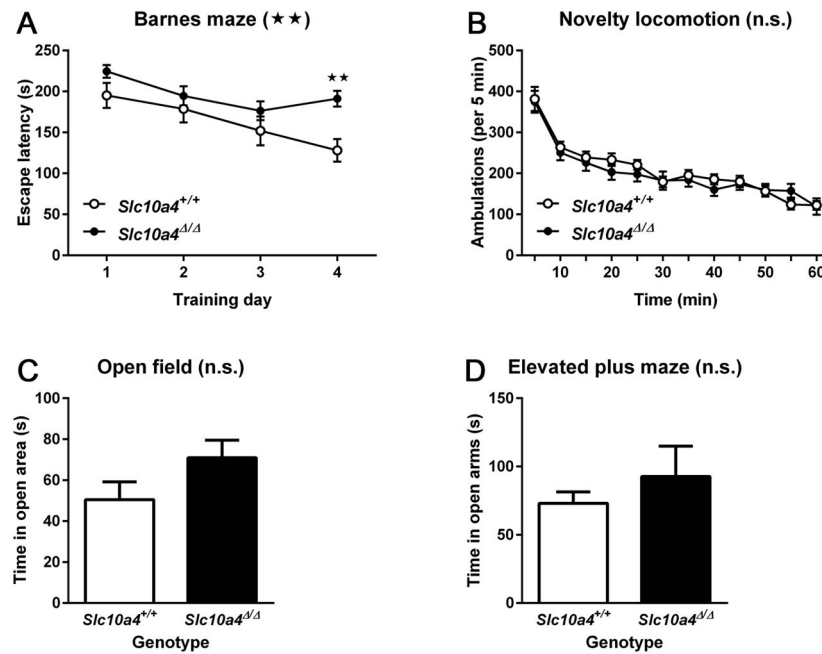 A
Barnes maze (★★)
250
200
150
100
50
0
Escape latency (s)
★★
Slc10a4+/+
Slc10a4Δ/Δ
1 2 3 4
Training day
B
Novelty locomotion (n.s.)
500
400
300
200
100
0
Ambulations (per 5 min)
Slc10a4+/+
Slc10a4Δ/Δ
10 20 30 40 50 60
Time (min)
C
Open field (n.s.)
100
80
60
40
20
0
Time in open area (s)
Slc10a4+/+ Slc10a4Δ/Δ
Genotype
D
Elevated plus maze (n.s.)
150
100
50
0
Time in open arms (s)
Slc10a4+/+ Slc10a4Δ/Δ
Genotype